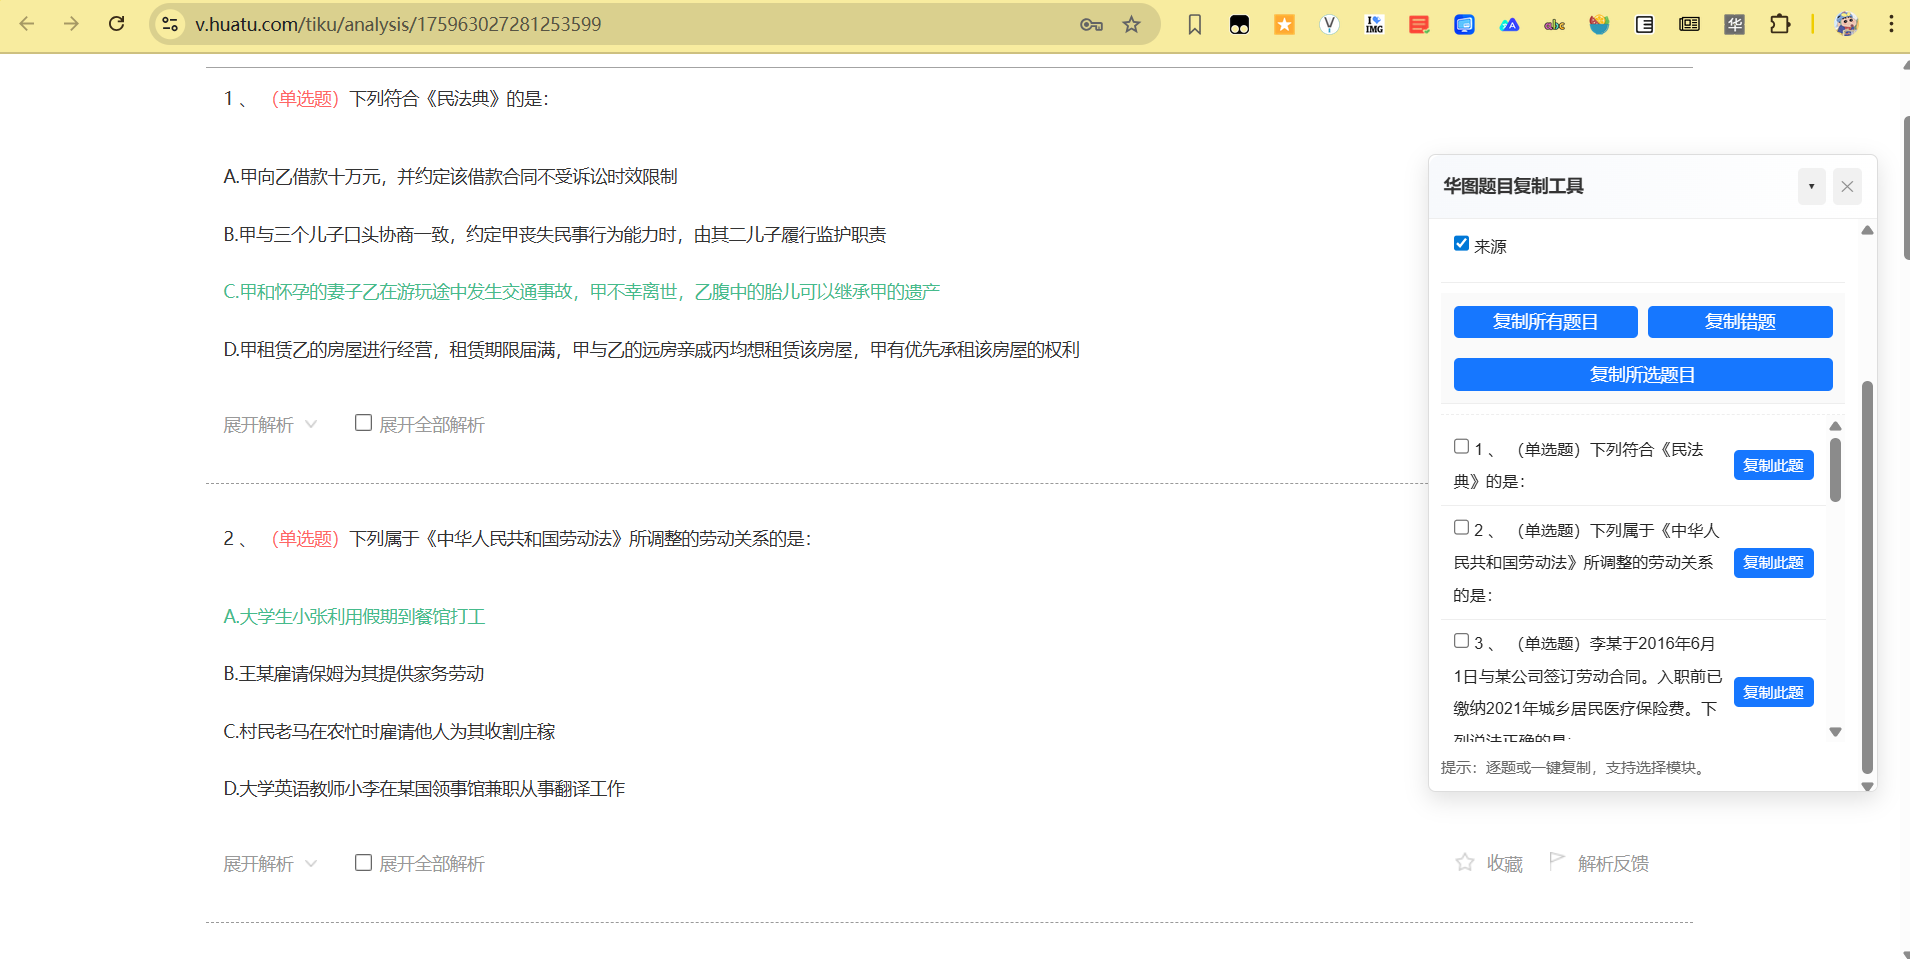 v.huatu.com/tiku/analysis/175963027281253599
1 、 （单选题）下列符合《民法典》的是：
A.甲向乙借款十万元，并约定该借款合同不受诉讼时效限制
B.甲与三个儿子口头协商一致，约定甲丧失民事行为能力时，由其二儿子履行监护职责
C.甲和怀孕的妻子乙在游玩途中发生交通事故，甲不幸离世，乙腹中的胎儿可以继承甲的遗产
D.甲租赁乙的房屋进行经营，租赁期限届满，甲与乙的远房亲戚丙均想租赁该房屋，甲有优先承租该房屋的权利
展开解析 展开全部解析
2 、 （单选题）下列属于《中华人民共和国劳动法》所调整的劳动关系的是：
A.大学生小张利用假期到餐馆打工
B.王某雇请保姆为其提供家务劳动
C.村民老马在农忙时雇请他人为其收割庄稼
D.大学英语教师小李在某国领事馆兼职从事翻译工作
展开解析 展开全部解析
收藏 解析反馈
华图题目复制工具
来源
复制所有题目 复制错题
复制所选题目
1 、 （单选题）下列符合《民法
典》的是：
复制此题
2 、 （单选题）下列属于《中华人
民共和国劳动法》所调整的劳动关系
的是：
复制此题
3 、 （单选题）李某于2016年6月
1日与某公司签订劳动合同。入职前已
缴纳2021年城乡居民医疗保险费。下
列说法正确的是：
复制此题
提示：逐题或一键复制，支持选择模块。